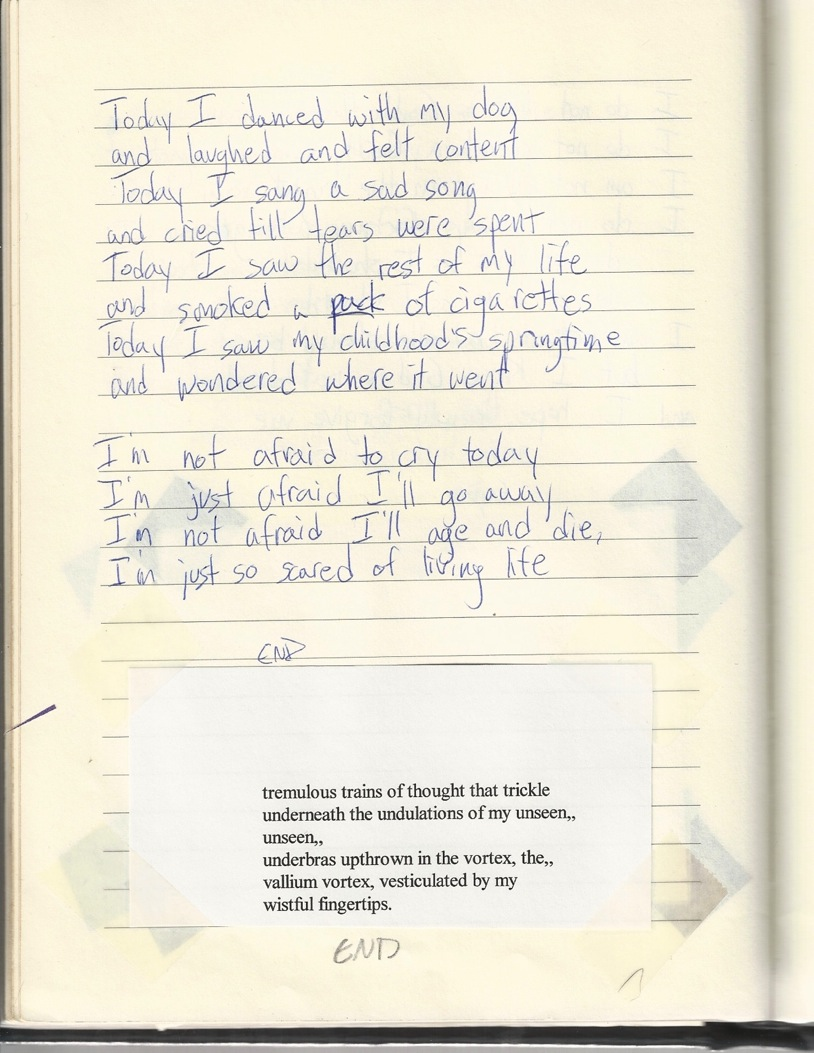 Today I danced with my dog
and laughed and felt content
Today I sang a sad song
and cried till tears were spent
Today I saw the rest of my life
and smoked a pack of cigarettes
Today I saw my childhood's springtime
and wondered where it went
I'm not afraid to cry today
I'm just afraid I'll go away
I'm not afraid I'll age and die,
I'm just so scared of living life
END
tremulous trains of thought that trickle
underneath the undulations of my unseen,,
unseen,,
underbras upthrown in the vortex, the,,
vallium vortex, vesticulated by my
wistful fingertips.
END